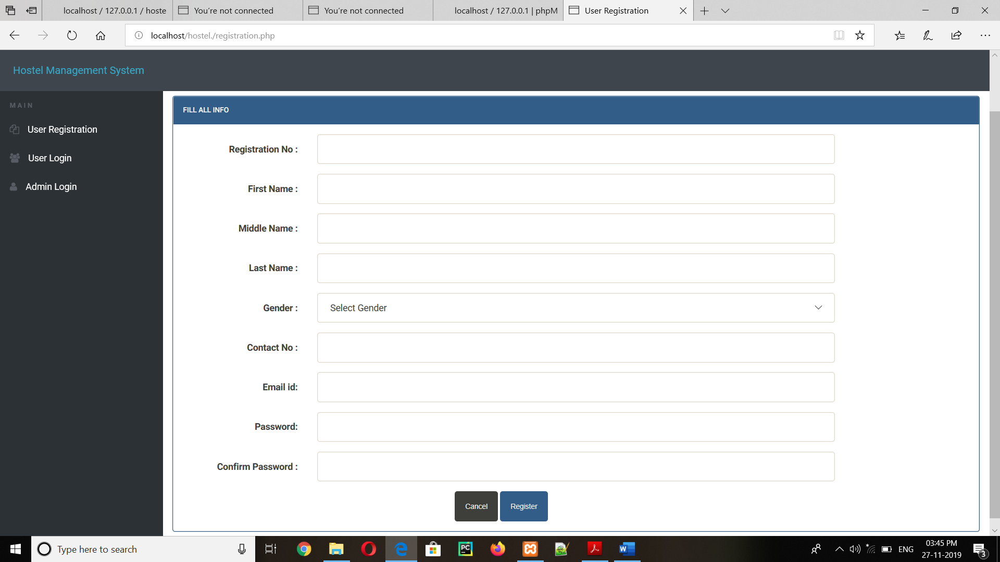 localhost / 127.0.0.1 / hoste
You're not connected
You're not connected
localhost / 127.0.0.1 | phpM
User Registration
localhost/hostel./registration.php
Hostel Management System
MAIN
User Registration
User Login
Admin Login
FILL ALL INFO
Registration No :
First Name :
Middle Name :
Last Name :
Gender :
Select Gender
Contact No :
Email id:
Password:
Confirm Password :
Cancel
Register
Type here to search
PC
W
ENG
03:45 PM
27-11-2019
3